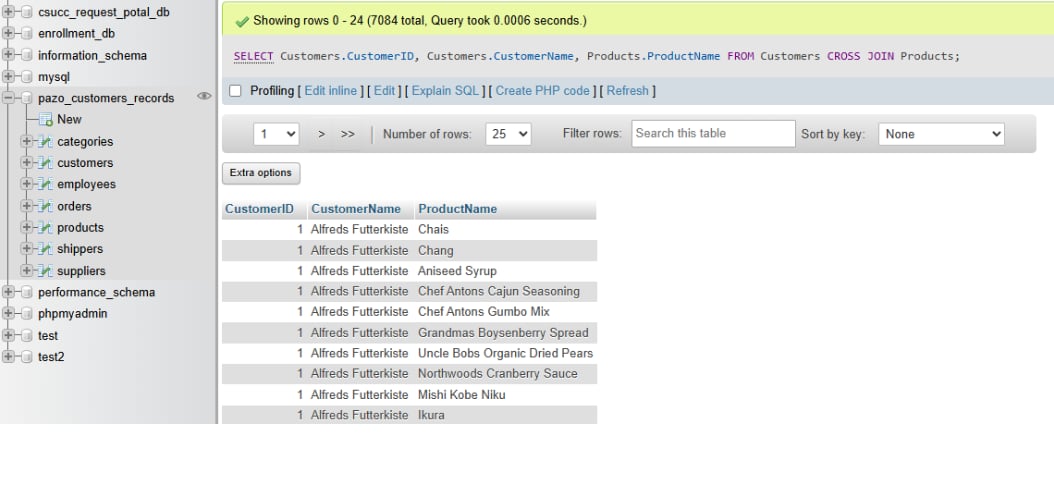 csucc_request_potal_db
enrollment_db
information_schema
mysql
pazo_customers_records
New
categories
customers
employees
orders
products
shippers
suppliers
performance_schema
phpmyadmin
test
test2
Showing rows 0 - 24 (7084 total, Query took 0.0006 seconds.)
SELECT Customers.CustomerID, Customers.CustomerName, Products.ProductName FROM Customers CROSS JOIN Products;
Profiling [ Edit inline ] [ Edit ] [ Explain SQL ] [ Create PHP code ] [ Refresh ]
1 > >> | Number of rows: 25 Filter rows: Search this table Sort by key: None
Extra options
CustomerID CustomerName ProductName
1 Alfreds Futterkiste Chais
1 Alfreds Futterkiste Chang
1 Alfreds Futterkiste Aniseed Syrup
1 Alfreds Futterkiste Chef Antons Cajun Seasoning
1 Alfreds Futterkiste Chef Antons Gumbo Mix
1 Alfreds Futterkiste Grandmas Boysenberry Spread
1 Alfreds Futterkiste Uncle Bobs Organic Dried Pears
1 Alfreds Futterkiste Northwoods Cranberry Sauce
1 Alfreds Futterkiste Mishi Kobe Niku
1 Alfreds Futterkiste Ikura